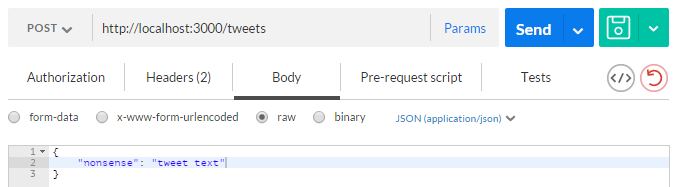 POST http://localhost:3000/tweets Params Send
Authorization Headers (2) Body Pre-request script Tests </>
form-data x-www-form-urlencoded raw binary JSON (application/json)
1 {
2 "nonsense": "tweet text"
3 }